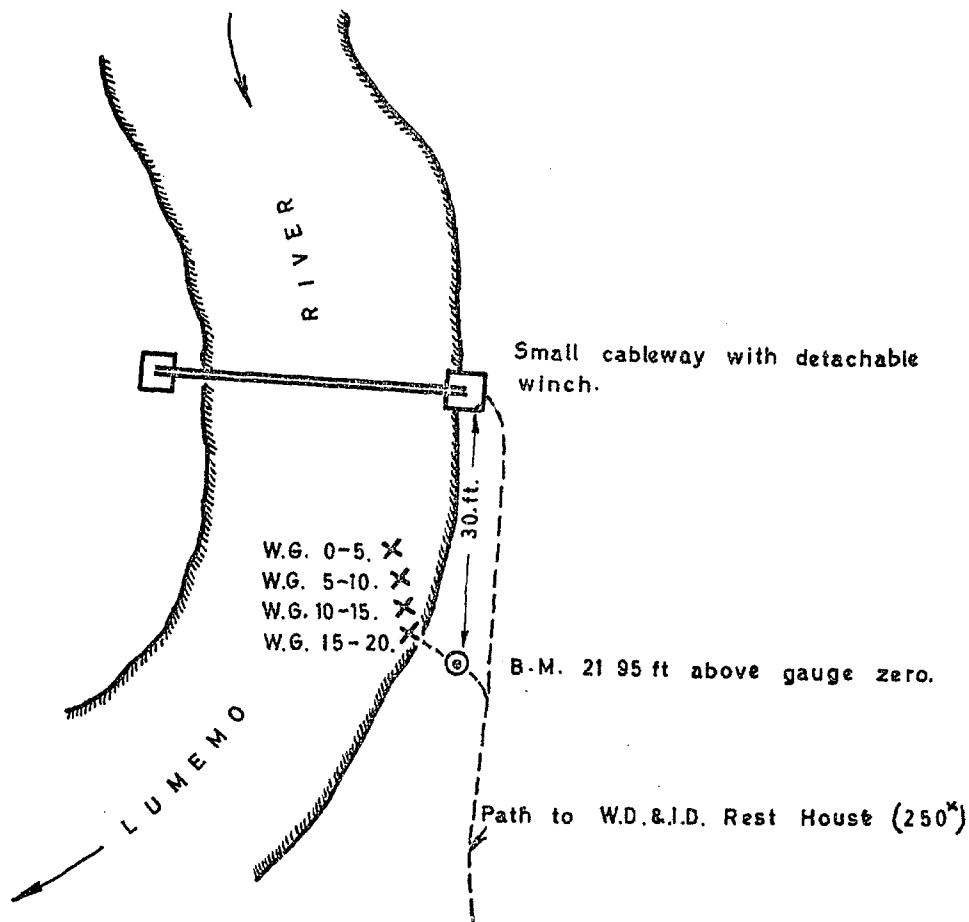 RIVER
Small cableway with detachable
winch.
30.ft.
W.G. 0-5.
W.G. 5-10.
W.G. 10-15.
W.G. 15-20.
B.M. 21 95 ft above gauge zero.
LUMEMO
Path to W.D.&I.D. Rest House (250x)